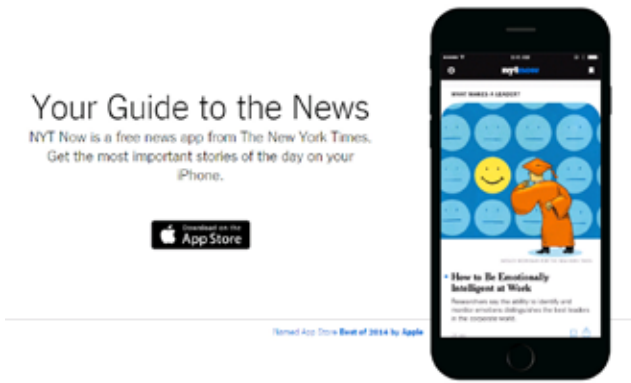 Your Guide to the News
NYT Now is a free news app from The New York Times.
Get the most important stories of the day on your
iPhone.
Download on the
App Store
nytnow
WHAT MAKES A LEADER?
How to Be Emotionally
Intelligent at Work
Researchers say the ability to identify and
monitor emotions distinguishes the best leaders
in the corporate world.
Named App Store Best of 2014 by Apple